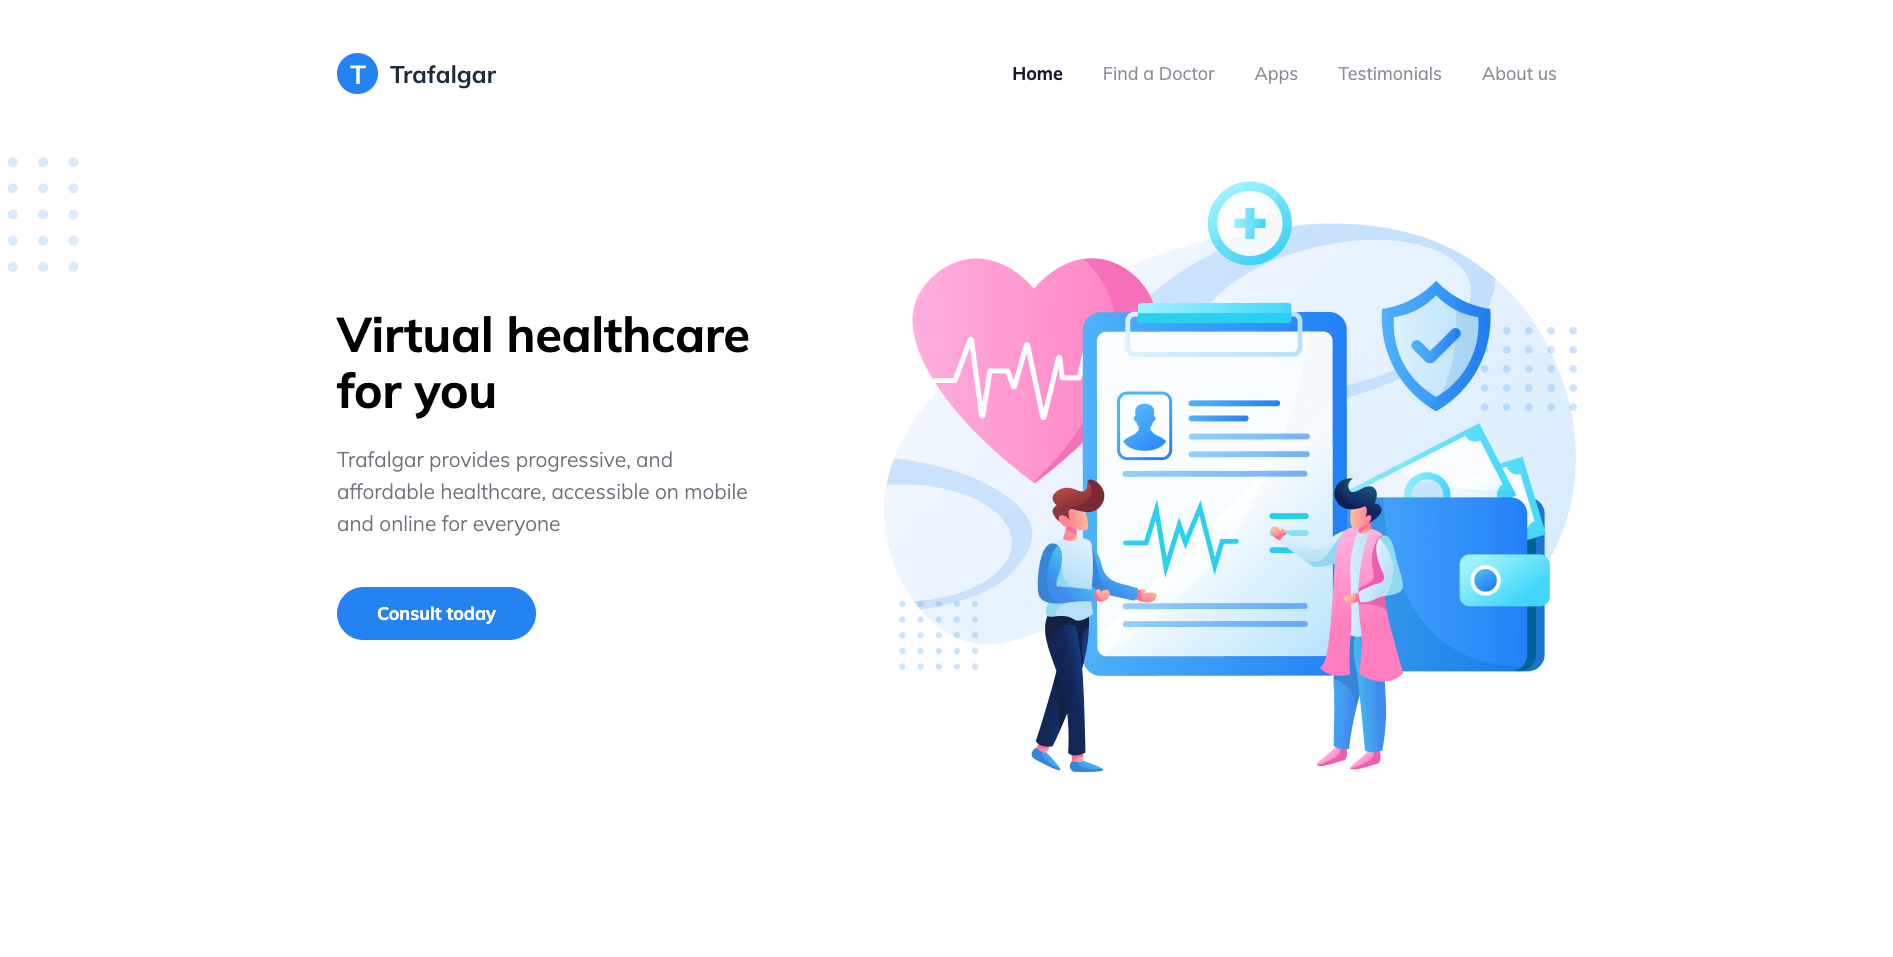 T Trafalgar
Home Find a Doctor Apps Testimonials About us
Virtual healthcare
for you
Trafalgar provides progressive, and
affordable healthcare, accessible on mobile
and online for everyone
Consult today